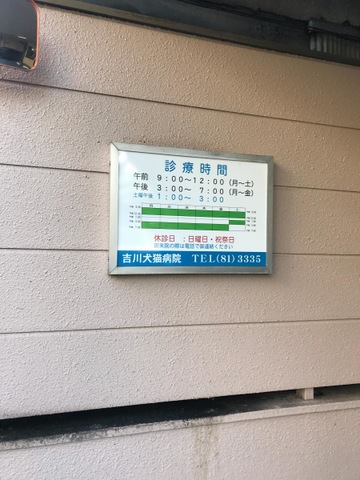 診療時間
午前 9:00〜12:00 (月〜土)
午後 3:00〜 7:00 (月〜金)
土曜午後 1:00〜 3:00
休診日 :日曜日・祝祭日
吉川犬猫病院 TEL(81)3335